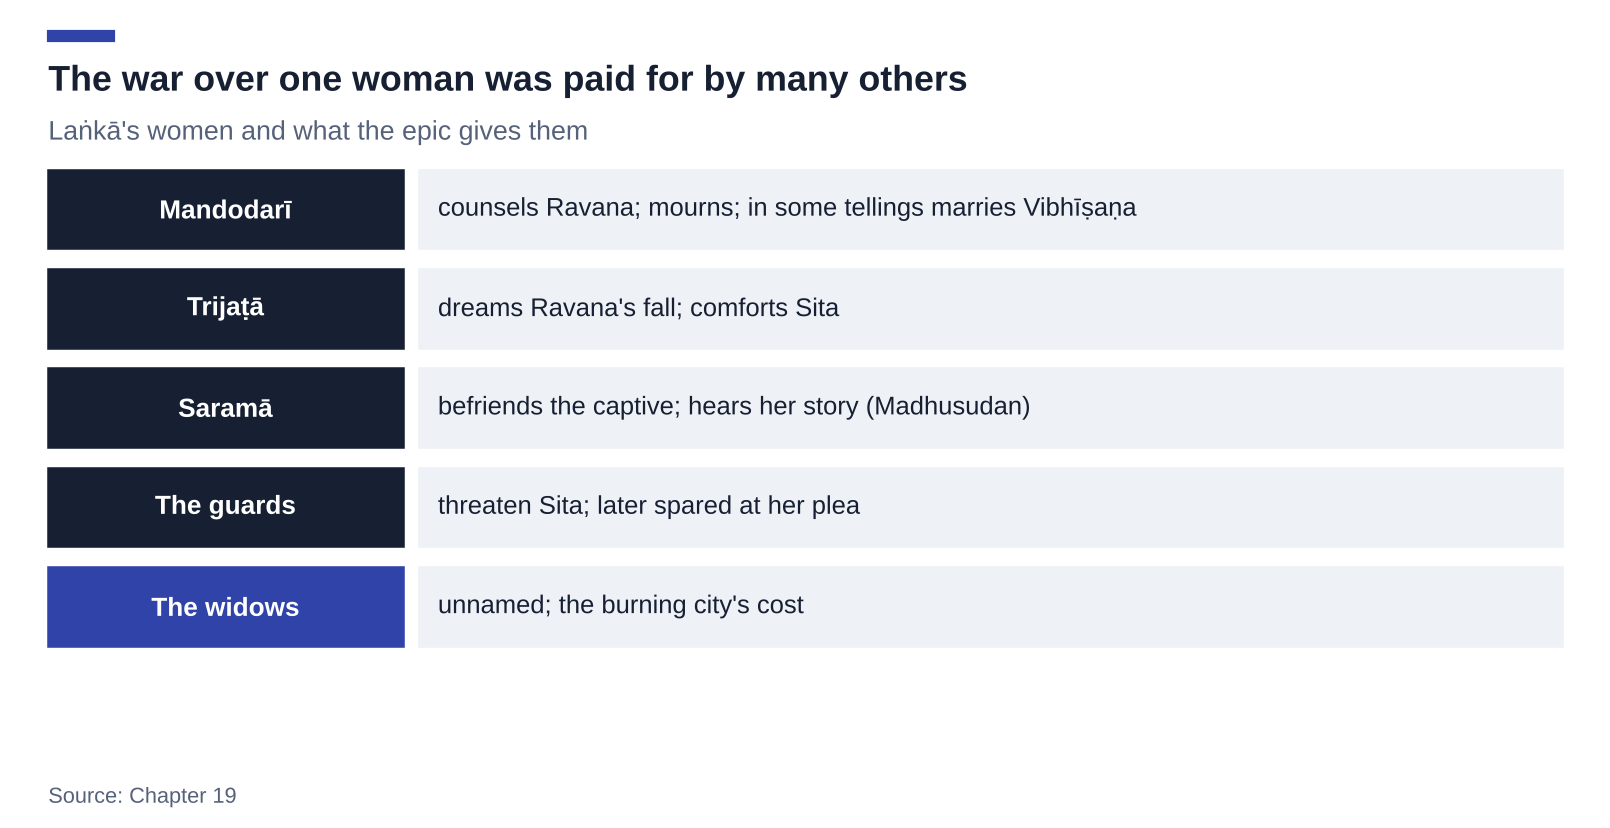 The war over one woman was paid for by many others
Laṅkā's women and what the epic gives them
Mandodarī
counsels Ravana; mourns; in some tellings marries Vibhīṣaṇa
Trijaṭā
dreams Ravana's fall; comforts Sita
Saramā
befriends the captive; hears her story (Madhusudan)
The guards
threaten Sita; later spared at her plea
The widows
unnamed; the burning city's cost
Source: Chapter 19